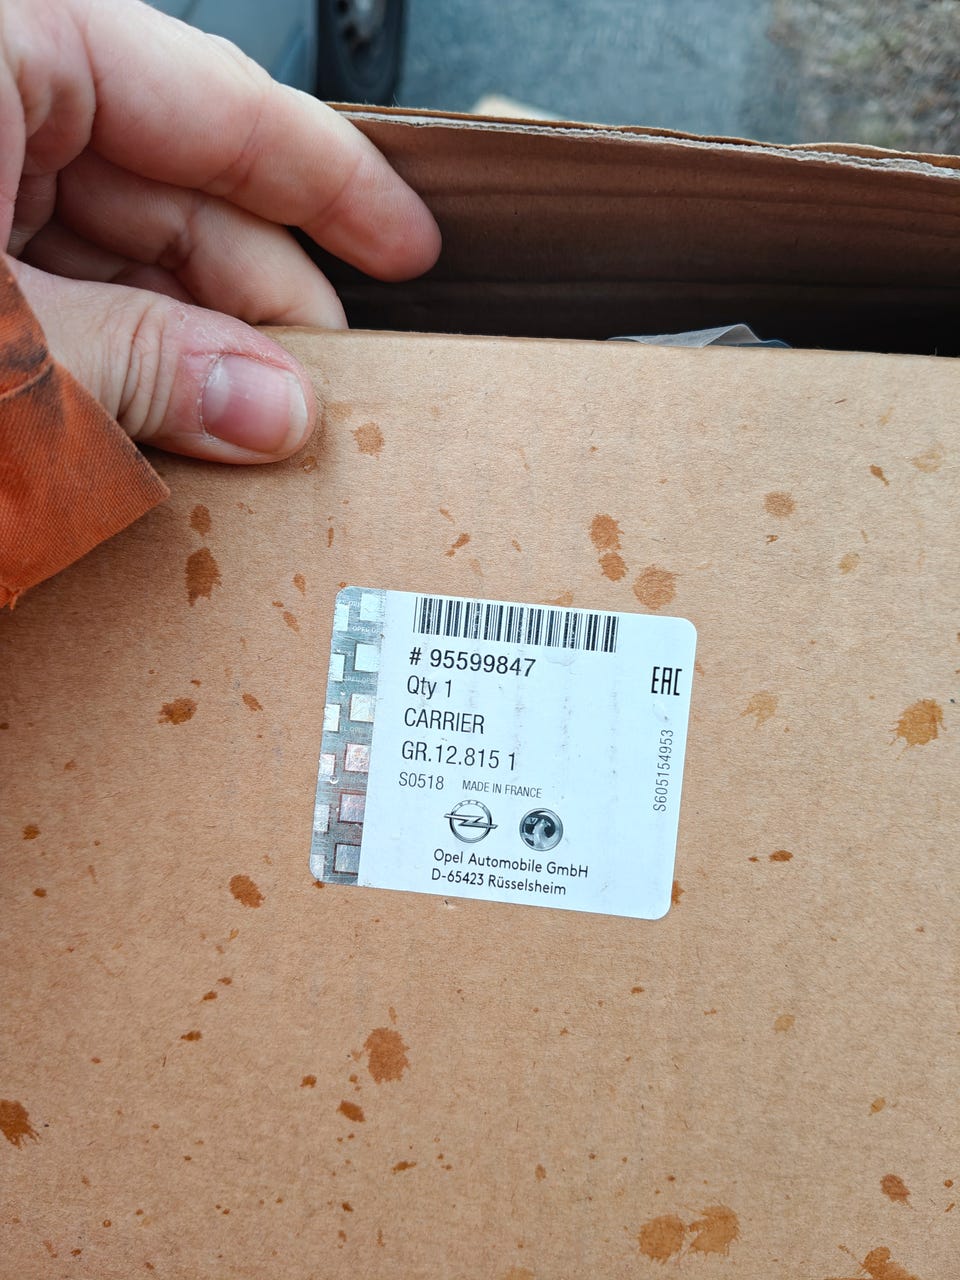 # 95599847
Qty 1
CARRIER
GR.12.815 1
S0518 MADE IN FRANCE
Opel Automobile GmbH
D-65423 Rüsselsheim
EAC
S605154953